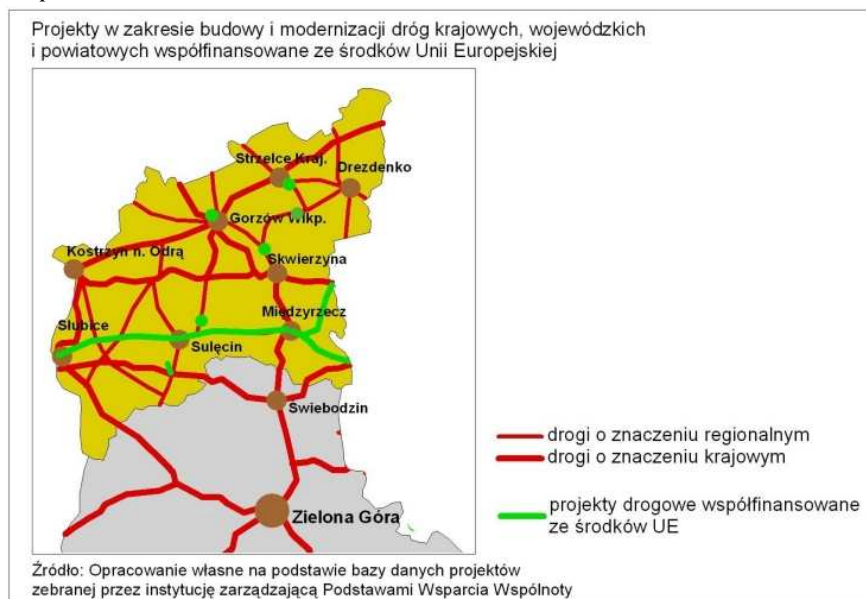 Projekty w zakresie budowy i modernizacji dróg krajowych, wojewódzkich
i powiatowych współfinansowane ze środków Unii Europejskiej
Strzelce Kraj.
Drezdenko
Gorzów Wlkp.
Kostrzyn n. Odrą
Skwierzyna
Międzyrzecz
Słubice
Sulęcin
Świebodzin
Zielona Góra
drogi o znaczeniu regionalnym
drogi o znaczeniu krajowym
projekty drogowe współfinansowane
ze środków UE
Źródło: Opracowanie własne na podstawie bazy danych projektów
zebranej przez instytucję zarządzającą Podstawami Wsparcia Wspólnoty